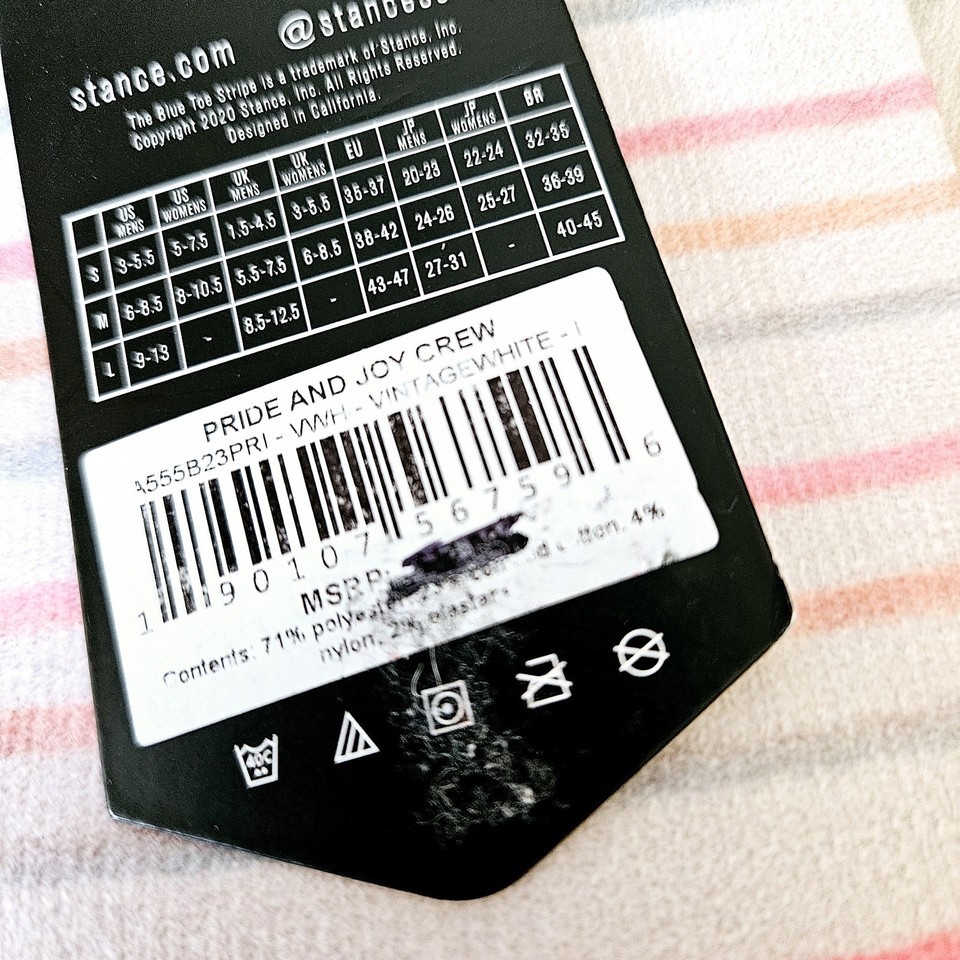 stance.com
The Blue Toe Stripe is a trademark of Stance, Inc.
Copyright 2020 Stance, Inc. All Rights Reserved.
Designed in California.
US MENS US WOMENS UK MENS UK WOMENS EU JP MENS JP WOMENS BR
S 3-5.5 5-7.5 1.5-4.5 3-5.5 35-37 20-23 22-24 32-35
M 6-8.5 8-10.5 5.5-7.5 6-8.5 38-42 24-26 25-27 36-39
L 9-13 - 8.5-12.5 - 43-47 27-31 - 40-45
PRIDE AND JOY CREW
A555B23PRI - VWH - VINTAGEWHITE -
1 90107 56759 6
MSRP:
Contents: 71% polyester, 4%
nylon, 2%
40C